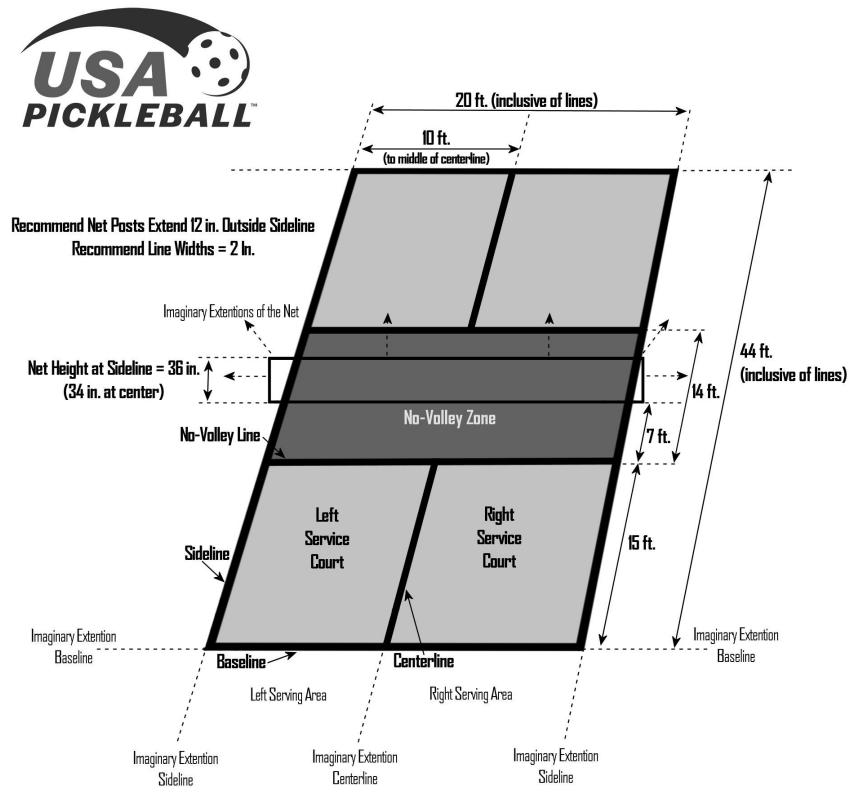 USA
PICKLEBALL™
20 ft. (inclusive of lines)
10 ft.
(to middle of centerline)
Recommend Net Posts Extend 12 in. Outside Sideline
Recommend Line Widths = 2 In.
Imaginary Extentions of the Net
Net Height at Sideline = 36 in.
(34 in. at center)
44 ft.
(inclusive of lines)
14 ft.
No-Volley Zone
7 ft.
No-Volley Line
Left
Service
Court
Right
Service
Court
15 ft.
Sideline
Imaginary Extention
Baseline
Imaginary Extention
Baseline
Baseline
Centerline
Left Serving Area
Right Serving Area
Imaginary Extention
Sideline
Imaginary Extention
Centerline
Imaginary Extention
Sideline